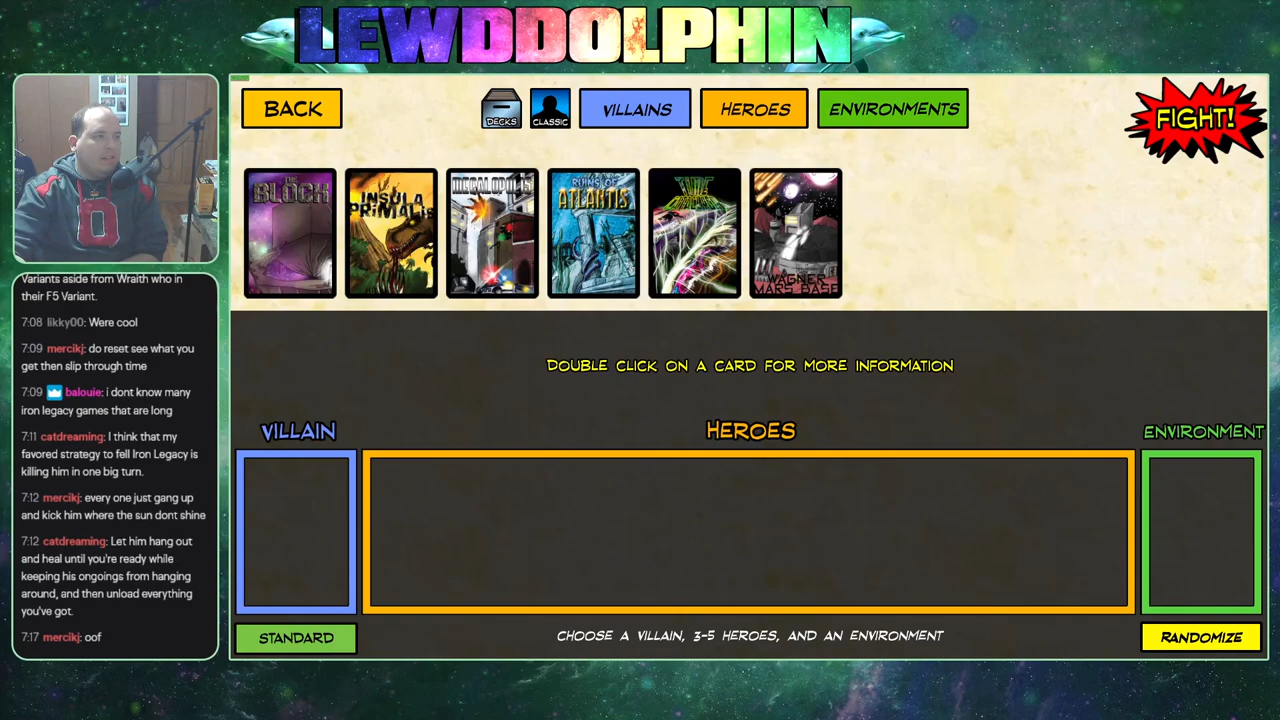 LEWDDOLPHIN
BACK
DECKS
CLASSIC
VILLAINS
HEROES
ENVIRONMENTS
FIGHT!
THE
BLOCK
INSULA
PRIMALIS
MEGALOPOLIS
RUINS OF
ATLANTIS
TIME
CATACLYSM
WAGNER
MARS BASE
DOUBLE CLICK ON A CARD FOR MORE INFORMATION
VILLAIN
HEROES
ENVIRONMENT
STANDARD
CHOOSE A VILLAIN, 3-5 HEROES, AND AN ENVIRONMENT
RANDOMIZE
Variants aside from Wraith who in
their F5 Variant.
7:08 likky00: Were cool
7:09 mercikj: do reset see what you
get then slip through time
7:09 balouie: i dont know many
iron legacy games that are long
7:11 catdreaming: I think that my
favored strategy to fell Iron Legacy is
killing him in one big turn.
7:12 mercikj: every one just gang up
and kick him where the sun dont shine
7:12 catdreaming: Let him hang out
and heal until you're ready while
keeping his ongoings from hanging
around, and then unload everything
you've got.
7:17 mercikj: oof
O